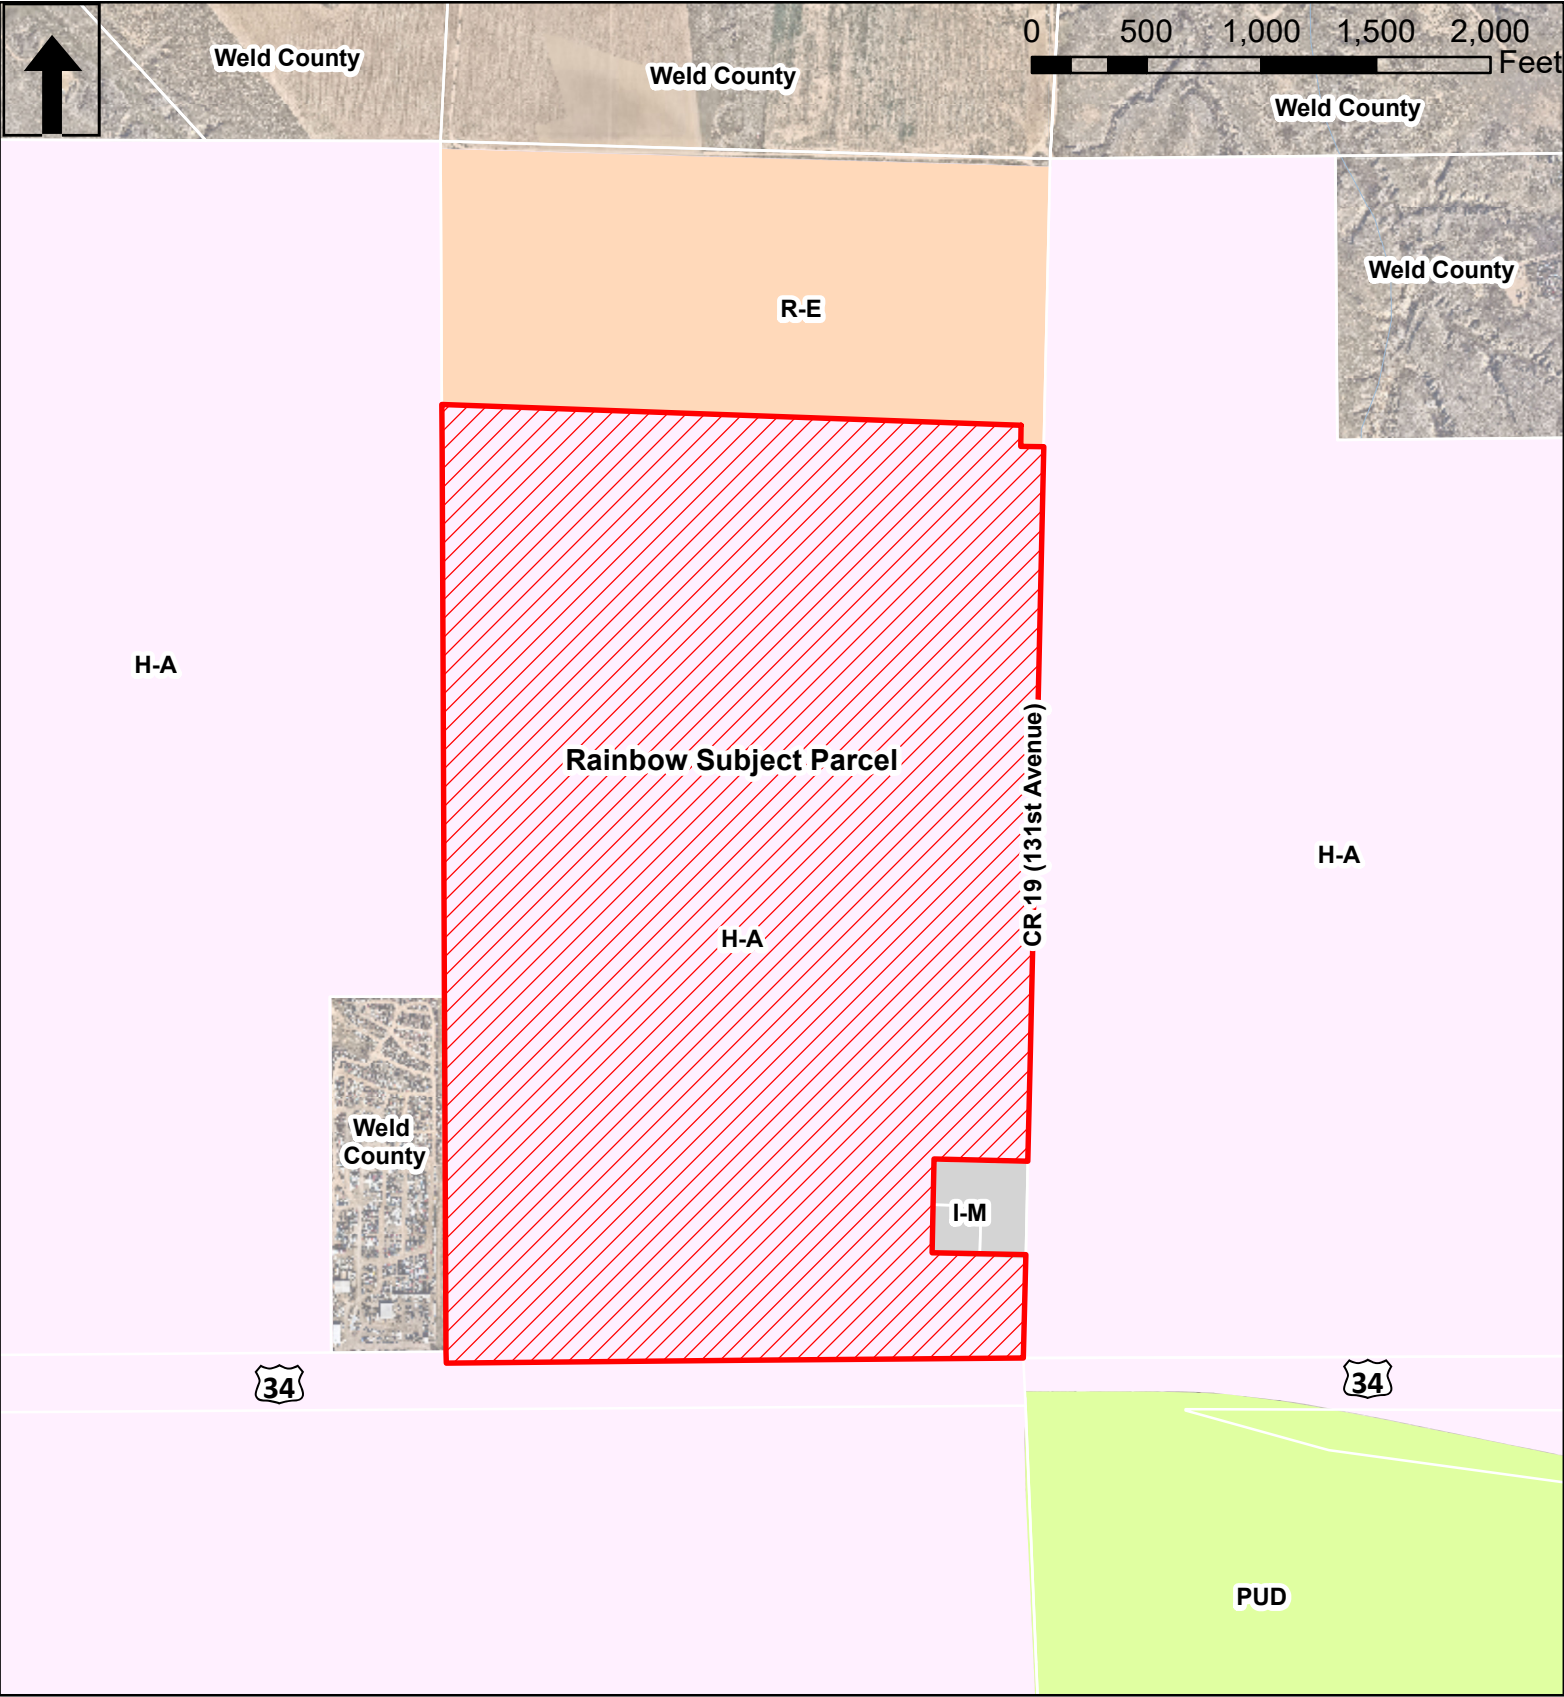 0 500 1,000 1,500 2,000
Feet
Weld County
Weld County
Weld County
Weld County
R-E
H-A
Rainbow Subject Parcel
CR 19 (131st Avenue)
H-A
H-A
Weld
County
I-M
34
34
PUD